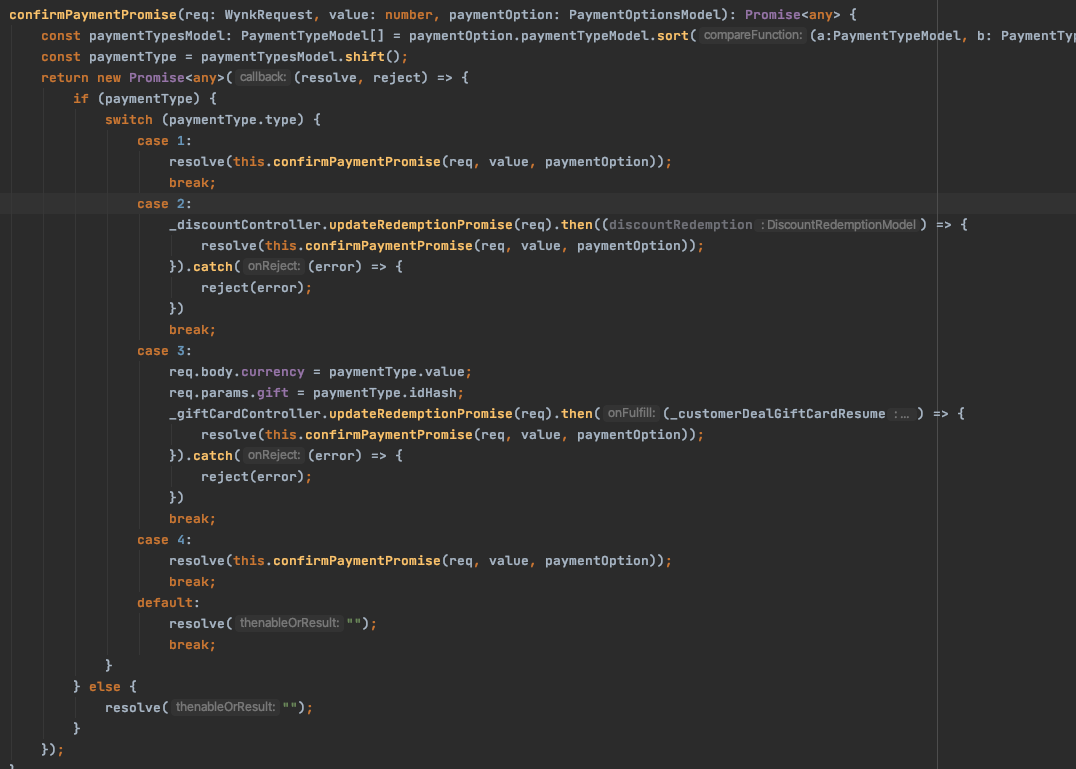 confirmPaymentPromise(req: WynkRequest, value: number, paymentOption: PaymentOptionsModel): Promise<any> {
    const paymentTypesModel: PaymentTypeModel[] = paymentOption.paymentTypeModel.sort( compareFunction: (a:PaymentTypeModel, b: PaymentTyp
    const paymentType = paymentTypesModel.shift();
    return new Promise<any>( callback: (resolve, reject) => {
        if (paymentType) {
            switch (paymentType.type) {
                case 1:
                    resolve(this.confirmPaymentPromise(req, value, paymentOption));
                    break;
                case 2:
                    _discountController.updateRedemptionPromise(req).then((discountRedemption : DiscountRedemptionModel ) => {
                        resolve(this.confirmPaymentPromise(req, value, paymentOption));
                    }).catch( onReject: (error) => {
                        reject(error);
                    })
                    break;
                case 3:
                    req.body.currency = paymentType.value;
                    req.params.gift = paymentType.idHash;
                    _giftCardController.updateRedemptionPromise(req).then( onFulfill: (_customerDealGiftCardResume : ... ) => {
                        resolve(this.confirmPaymentPromise(req, value, paymentOption));
                    }).catch( onReject: (error) => {
                        reject(error);
                    })
                    break;
                case 4:
                    resolve(this.confirmPaymentPromise(req, value, paymentOption));
                    break;
                default:
                    resolve( thenableOrResult: "");
                    break;
            }
        } else {
            resolve( thenableOrResult: "");
        }
    });